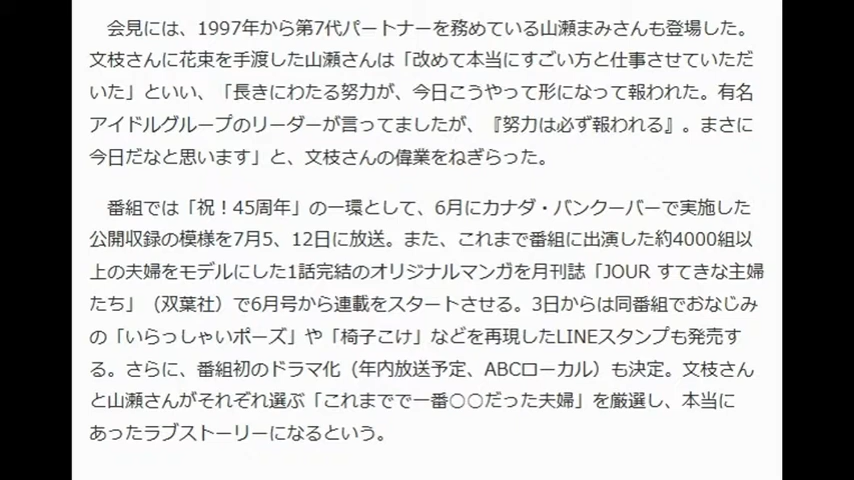 会見には、1997年から第7代パートナーを務めている山瀬まみさんも登場した。
文枝さんに花束を手渡した山瀬さんは「改めて本当にすごい方と仕事させていただ
いた」といい、「長きにわたる努力が、今日こうやって形になって報われた。有名
アイドルグループのリーダーが言ってましたが、『努力は必ず報われる』。まさに
今日だなと思います」と、文枝さんの偉業をねぎらった。
番組では「祝！45周年」の一環として、6月にカナダ・バンクーバーで実施した
公開収録の模様を7月5、12日に放送。また、これまで番組に出演した約4000組以
上の夫婦をモデルにした1話完結のオリジナルマンガを月刊誌「JOUR すてきな主婦
たち」（双葉社）で6月号から連載をスタートさせる。3日からは同番組でおなじみ
の「いらっしゃいポーズ」や「椅子こけ」などを再現したLINEスタンプも発売す
る。さらに、番組初のドラマ化（年内放送予定、ABCローカル）も決定。文枝さん
と山瀬さんがそれぞれ選ぶ「これまでで一番○○だった夫婦」を厳選し、本当に
あったラブストーリーになるという。